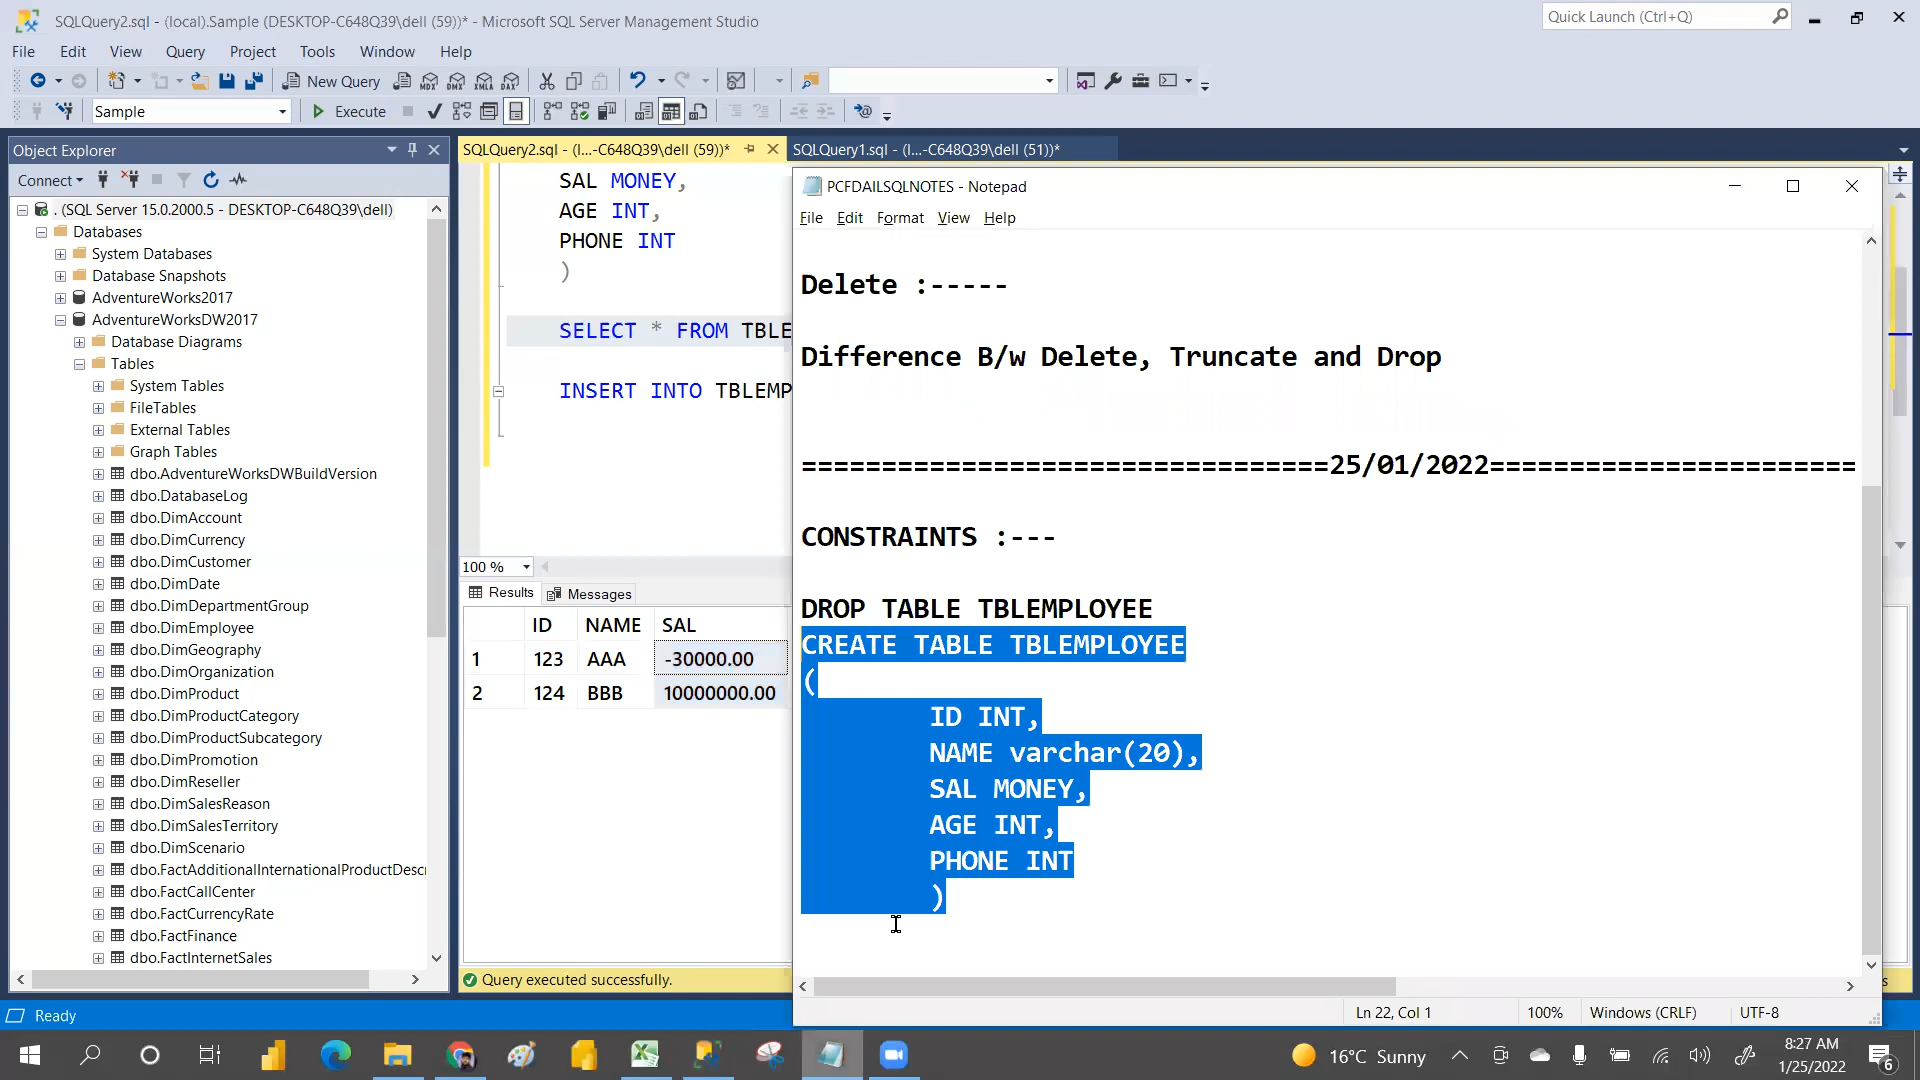 SQLQuery2.sql - (local).Sample (DESKTOP-C648Q39\dell (59))* - Microsoft SQL Server Management Studio
Quick Launch (Ctrl+Q)
File Edit View Query Project Tools Window Help
New Query
MDX DMX XMLA DAX
Sample
Execute
Object Explorer
SQLQuery2.sql - (l...-C648Q39\dell (59))*
SQLQuery1.sql - (l...-C648Q39\dell (51))*
Connect
. (SQL Server 15.0.2000.5 - DESKTOP-C648Q39\dell)
Databases
System Databases
Database Snapshots
AdventureWorks2017
AdventureWorksDW2017
Database Diagrams
Tables
System Tables
FileTables
External Tables
Graph Tables
dbo.AdventureWorksDWBuildVersion
dbo.DatabaseLog
dbo.DimAccount
dbo.DimCurrency
dbo.DimCustomer
dbo.DimDate
dbo.DimDepartmentGroup
dbo.DimEmployee
dbo.DimGeography
dbo.DimOrganization
dbo.DimProduct
dbo.DimProductCategory
dbo.DimProductSubcategory
dbo.DimPromotion
dbo.DimReseller
dbo.DimSalesReason
dbo.DimSalesTerritory
dbo.DimScenario
dbo.FactAdditionalInternationalProductDescr
dbo.FactCallCenter
dbo.FactCurrencyRate
dbo.FactFinance
dbo.FactInternetSales
SAL MONEY,
AGE INT,
PHONE INT
)
SELECT * FROM TBLE
INSERT INTO TBLEMP
100 %
Results Messages
ID NAME SAL
1 123 AAA -30000.00
2 124 BBB 10000000.00
Query executed successfully.
PCFDAILSQLNOTES - Notepad
File Edit Format View Help
Delete :-----
Difference B/w Delete, Truncate and Drop
=================================25/01/2022=======================
CONSTRAINTS :---
DROP TABLE TBLEMPLOYEE
CREATE TABLE TBLEMPLOYEE
(
ID INT,
NAME varchar(20),
SAL MONEY,
AGE INT,
PHONE INT
)
Ln 22, Col 1 100% Windows (CRLF) UTF-8
Ready
16°C Sunny
8:27 AM
1/25/2022
6